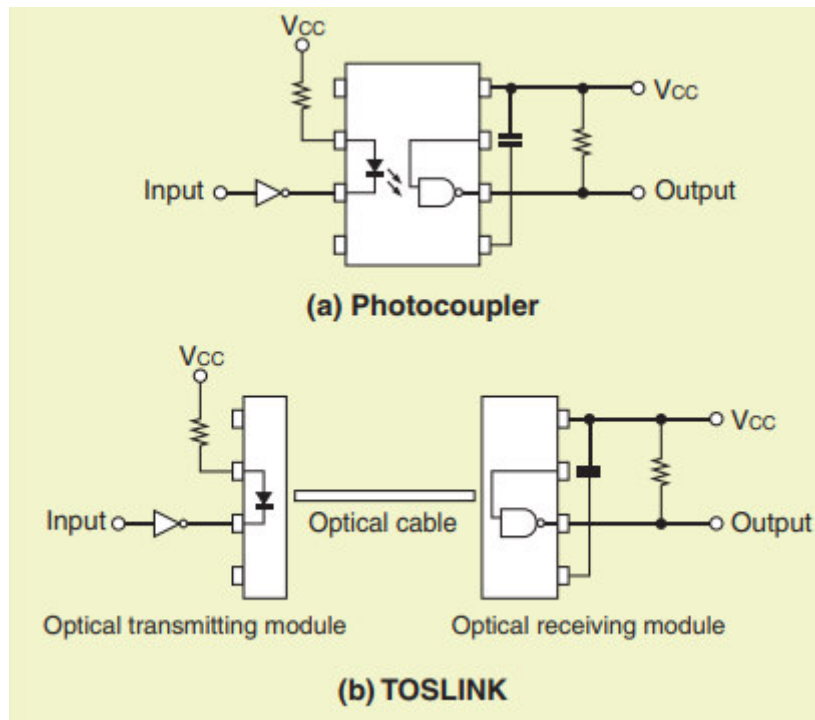 VCC
VCC
Input
Output
(a) Photocoupler
VCC
VCC
Input
Optical cable
Output
Optical transmitting module
Optical receiving module
(b) TOSLINK